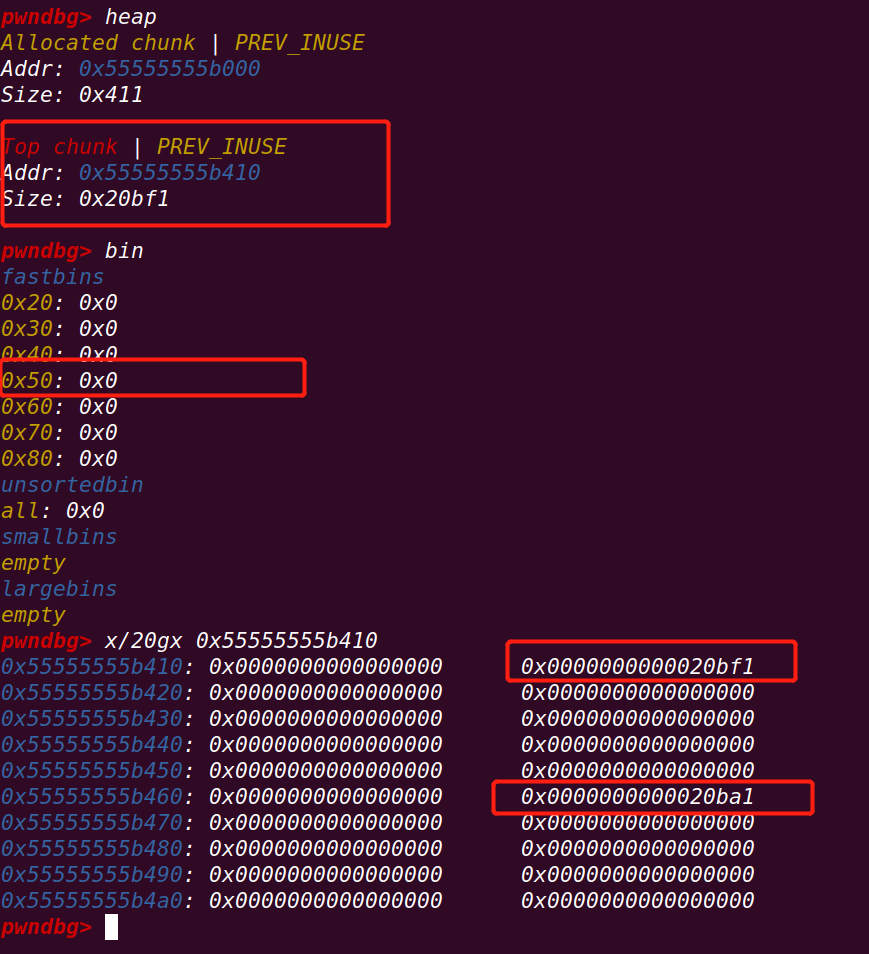 pwndbg> heap
Allocated chunk | PREV_INUSE
Addr: 0x55555555b000
Size: 0x411
Top chunk | PREV_INUSE
Addr: 0x55555555b410
Size: 0x20bf1
pwndbg> bin
fastbins
0x20: 0x0
0x30: 0x0
0x40: 0x0
0x50: 0x0
0x60: 0x0
0x70: 0x0
0x80: 0x0
unsortedbin
all: 0x0
smallbins
empty
largebins
empty
pwndbg> x/20gx 0x55555555b410
0x55555555b410: 0x0000000000000000 0x0000000000020bf1
0x55555555b420: 0x0000000000000000 0x0000000000000000
0x55555555b430: 0x0000000000000000 0x0000000000000000
0x55555555b440: 0x0000000000000000 0x0000000000000000
0x55555555b450: 0x0000000000000000 0x0000000000000000
0x55555555b460: 0x0000000000000000 0x0000000000020ba1
0x55555555b470: 0x0000000000000000 0x0000000000000000
0x55555555b480: 0x0000000000000000 0x0000000000000000
0x55555555b490: 0x0000000000000000 0x0000000000000000
0x55555555b4a0: 0x0000000000000000 0x0000000000000000
pwndbg>